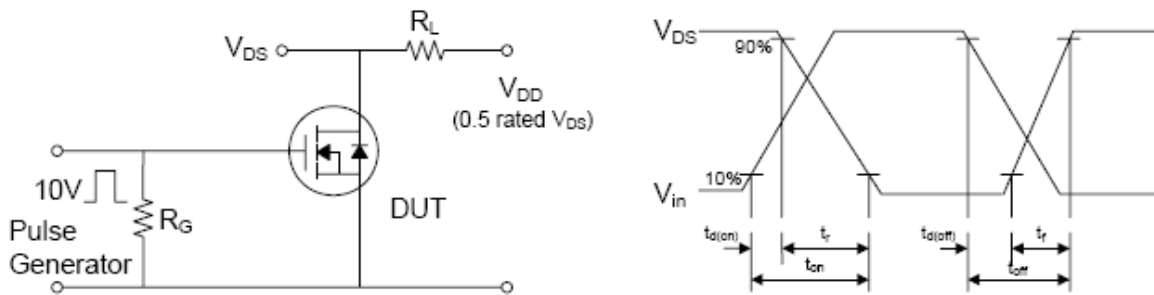 R_L
V_DS
V_DD
(0.5 rated V_DS)
10V
R_G
DUT
Pulse
Generator
V_DS
90%
10%
V_in
t_d(on)
t_r
t_d(off)
t_f
t_on
t_off